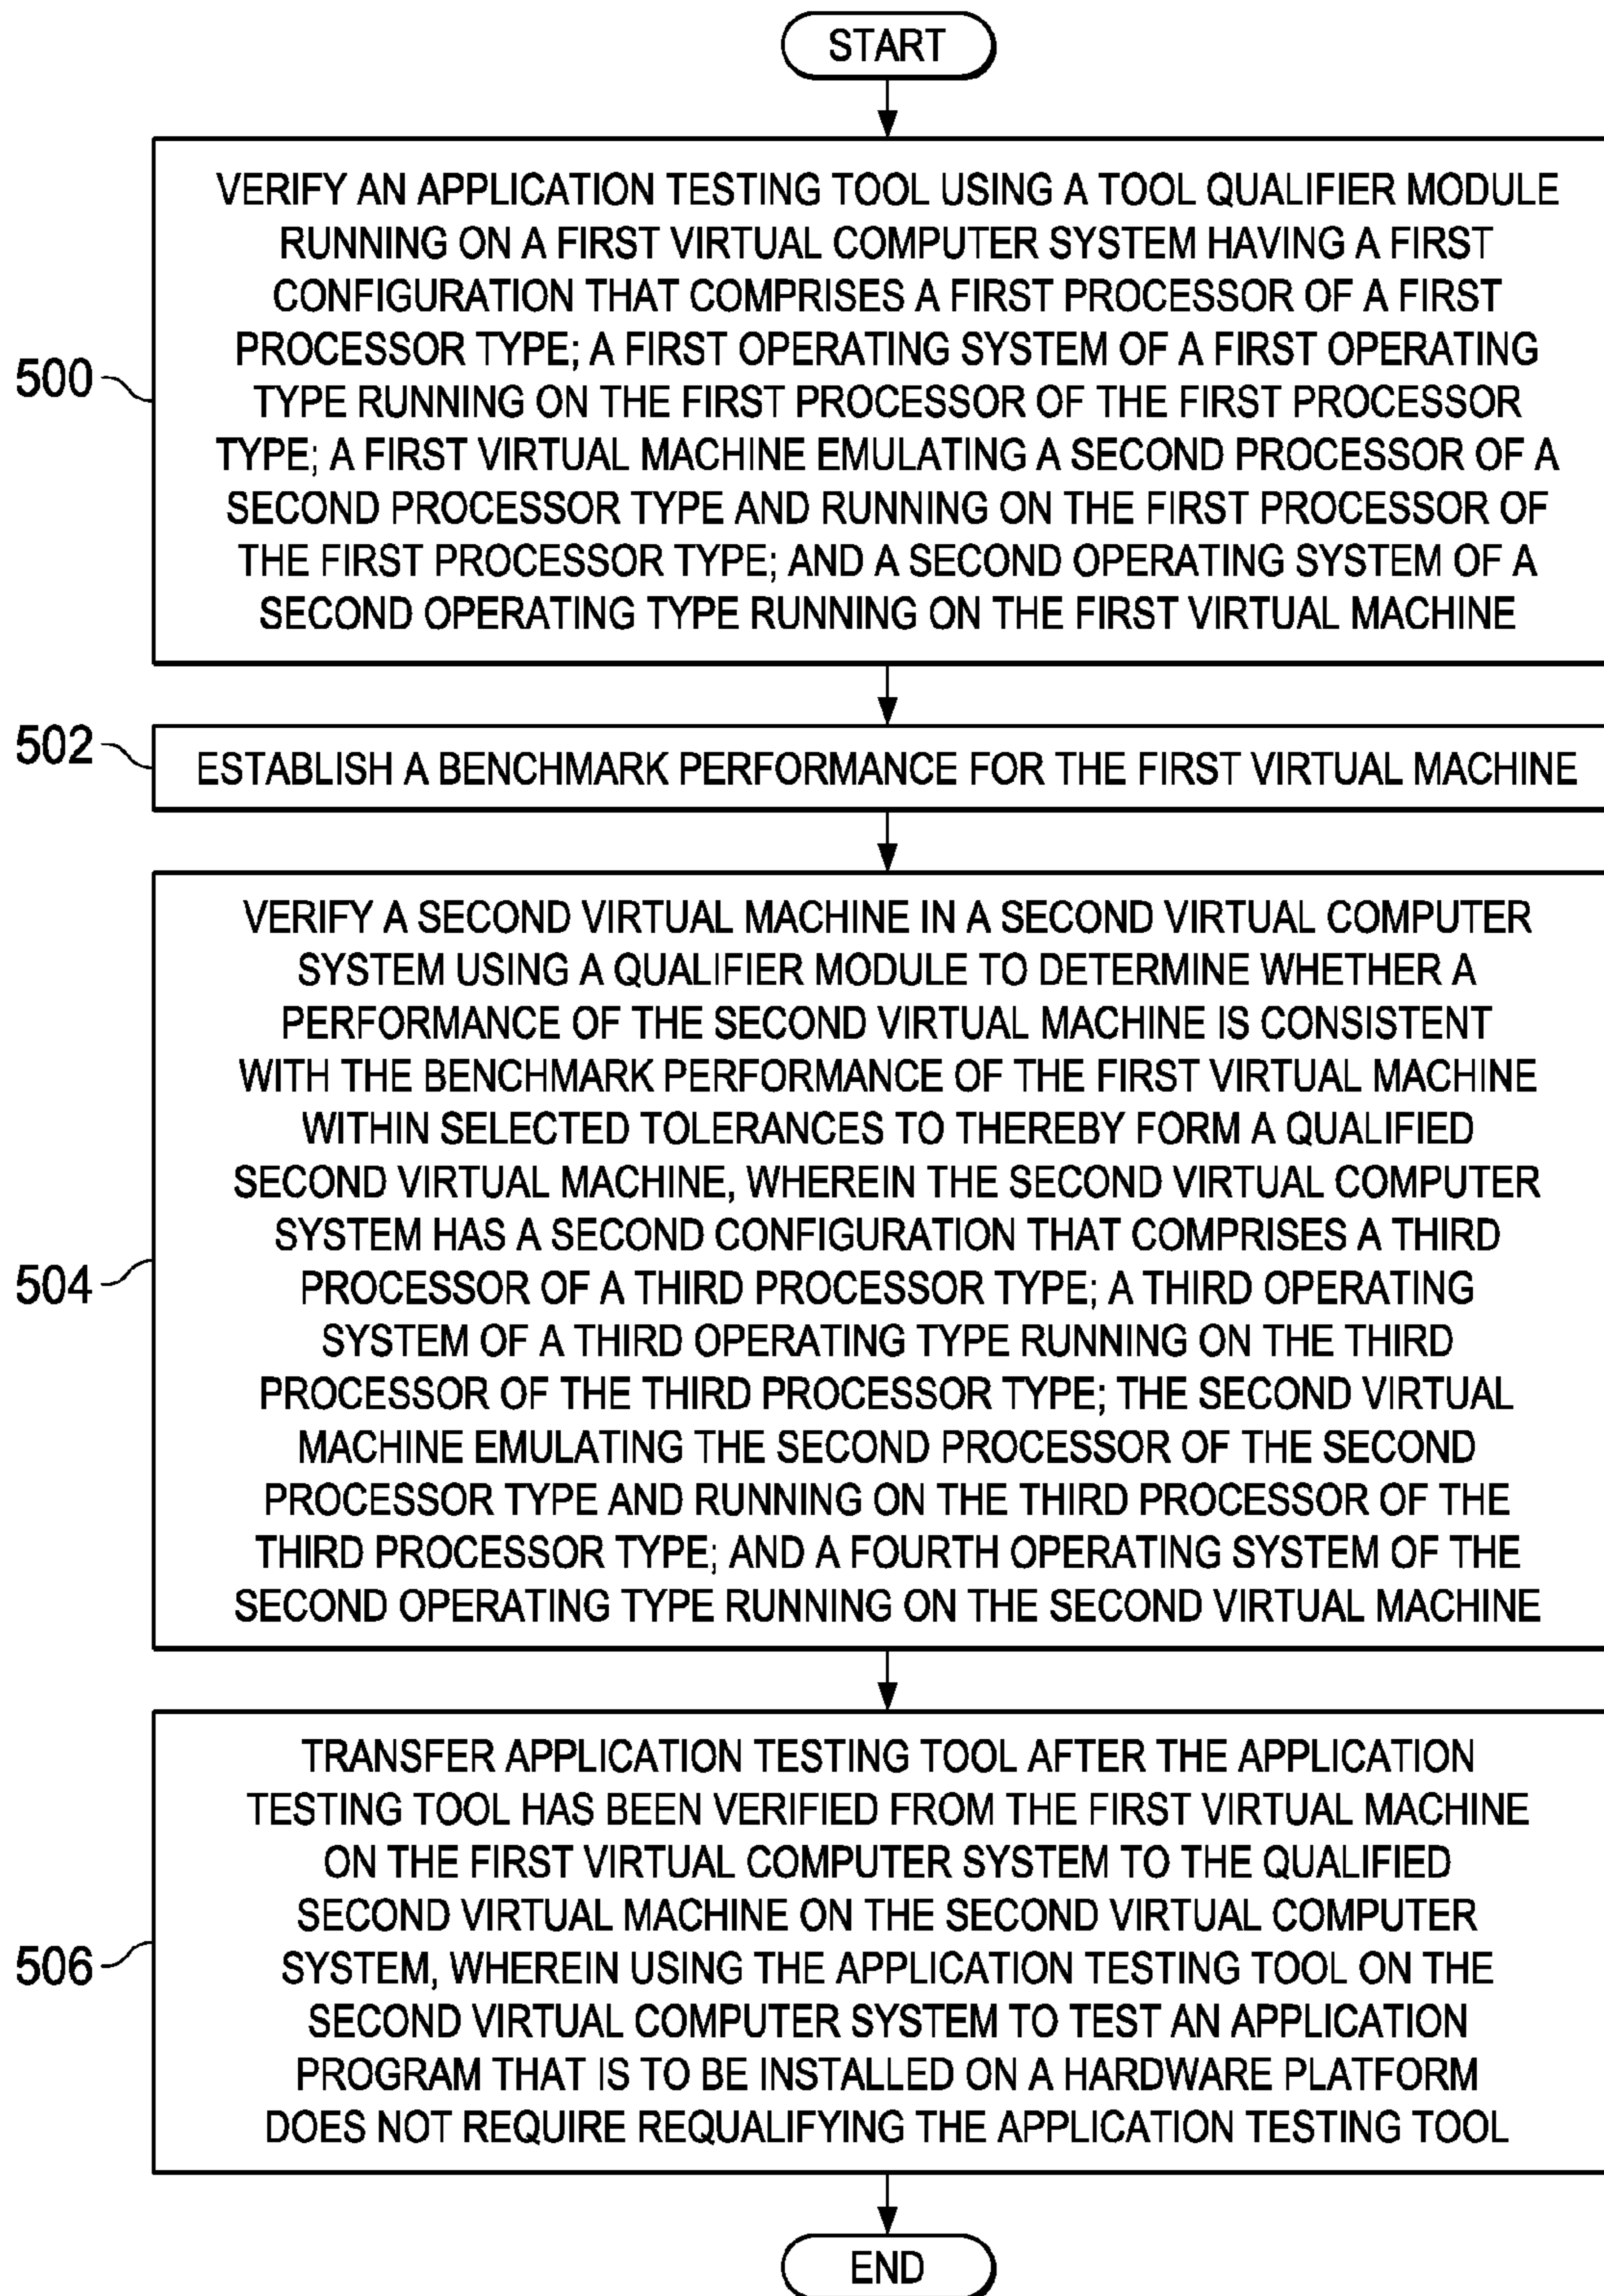 START
500
VERIFY AN APPLICATION TESTING TOOL USING A TOOL QUALIFIER MODULE
RUNNING ON A FIRST VIRTUAL COMPUTER SYSTEM HAVING A FIRST
CONFIGURATION THAT COMPRISES A FIRST PROCESSOR OF A FIRST
PROCESSOR TYPE; A FIRST OPERATING SYSTEM OF A FIRST OPERATING
TYPE RUNNING ON THE FIRST PROCESSOR OF THE FIRST PROCESSOR
TYPE; A FIRST VIRTUAL MACHINE EMULATING A SECOND PROCESSOR OF A
SECOND PROCESSOR TYPE AND RUNNING ON THE FIRST PROCESSOR OF
THE FIRST PROCESSOR TYPE; AND A SECOND OPERATING SYSTEM OF A
SECOND OPERATING TYPE RUNNING ON THE FIRST VIRTUAL MACHINE
502
ESTABLISH A BENCHMARK PERFORMANCE FOR THE FIRST VIRTUAL MACHINE
504
VERIFY A SECOND VIRTUAL MACHINE IN A SECOND VIRTUAL COMPUTER
SYSTEM USING A QUALIFIER MODULE TO DETERMINE WHETHER A
PERFORMANCE OF THE SECOND VIRTUAL MACHINE IS CONSISTENT
WITH THE BENCHMARK PERFORMANCE OF THE FIRST VIRTUAL MACHINE
WITHIN SELECTED TOLERANCES TO THEREBY FORM A QUALIFIED
SECOND VIRTUAL MACHINE, WHEREIN THE SECOND VIRTUAL COMPUTER
SYSTEM HAS A SECOND CONFIGURATION THAT COMPRISES A THIRD
PROCESSOR OF A THIRD PROCESSOR TYPE; A THIRD OPERATING
SYSTEM OF A THIRD OPERATING TYPE RUNNING ON THE THIRD
PROCESSOR OF THE THIRD PROCESSOR TYPE; THE SECOND VIRTUAL
MACHINE EMULATING THE SECOND PROCESSOR OF THE SECOND
PROCESSOR TYPE AND RUNNING ON THE THIRD PROCESSOR OF THE
THIRD PROCESSOR TYPE; AND A FOURTH OPERATING SYSTEM OF THE
SECOND OPERATING TYPE RUNNING ON THE SECOND VIRTUAL MACHINE
506
TRANSFER APPLICATION TESTING TOOL AFTER THE APPLICATION
TESTING TOOL HAS BEEN VERIFIED FROM THE FIRST VIRTUAL MACHINE
ON THE FIRST VIRTUAL COMPUTER SYSTEM TO THE QUALIFIED
SECOND VIRTUAL MACHINE ON THE SECOND VIRTUAL COMPUTER
SYSTEM, WHEREIN USING THE APPLICATION TESTING TOOL ON THE
SECOND VIRTUAL COMPUTER SYSTEM TO TEST AN APPLICATION
PROGRAM THAT IS TO BE INSTALLED ON A HARDWARE PLATFORM
DOES NOT REQUIRE REQUALIFYING THE APPLICATION TESTING TOOL
END